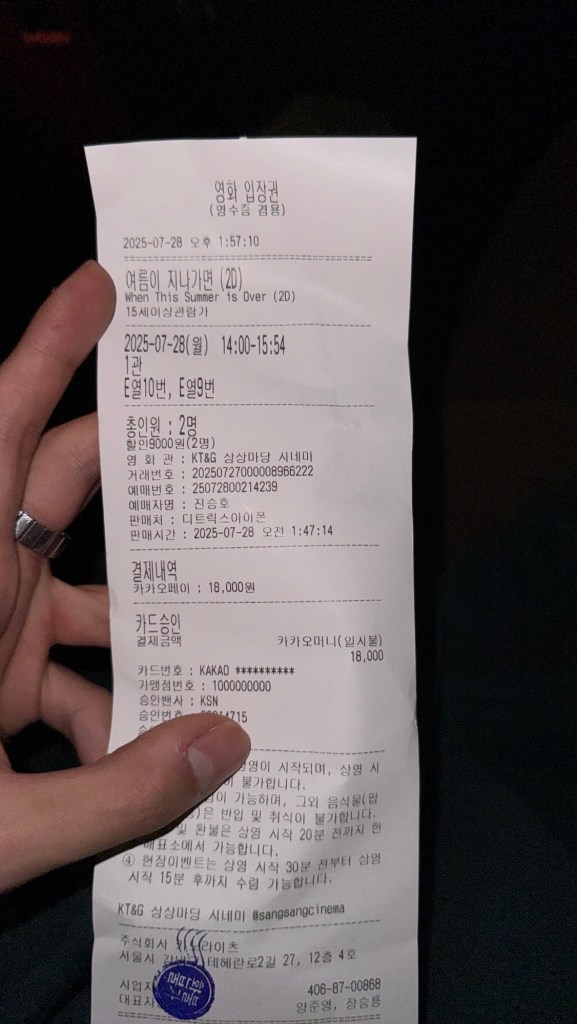 영화 입장권
(영수증 겸용)
2025-07-28 오후 1:57:10
여름이 지나가면 (2D)
When This Summer is Over (2D)
15세이상관람가
2025-07-28(월) 14:00-15:54
1관
E열10번, E열9번
총인원 : 2명
할인9000원(2명)
영 화 관 : KT&G 상상마당 시네마
거래번호 : 20250727000008966222
예매번호 : 25072800214239
예매자명 : 진승호
판매처 : 디트릭스아이폰
판매시간 : 2025-07-28 오전 1:47:14
결제내역
카카오페이 : 18,000원
카드승인
결제금액 카카오머니(일시불)
18,000
카드번호 : KAKAO **********
가맹점번호 : 1000000000
승인밴사 : KSN
승인번호 14715
상영이 시작되며, 상영 시
불가합니다.
가능하며, 그외 음식물(팝
은 반입 및 취식이 불가합니다.
및 환불은 상영 시작 20분 전까지 현
매표소에서 가능합니다.
④ 현장이벤트는 상영 시작 30분 전부터 상영
시작 15분 후까지 수령 가능합니다.
KT&G 상상마당 시네마 #sangsangcinema
주식회사
서울시 테헤란로2길 27, 12층 4호
406-87-00868
양준영, 장승용